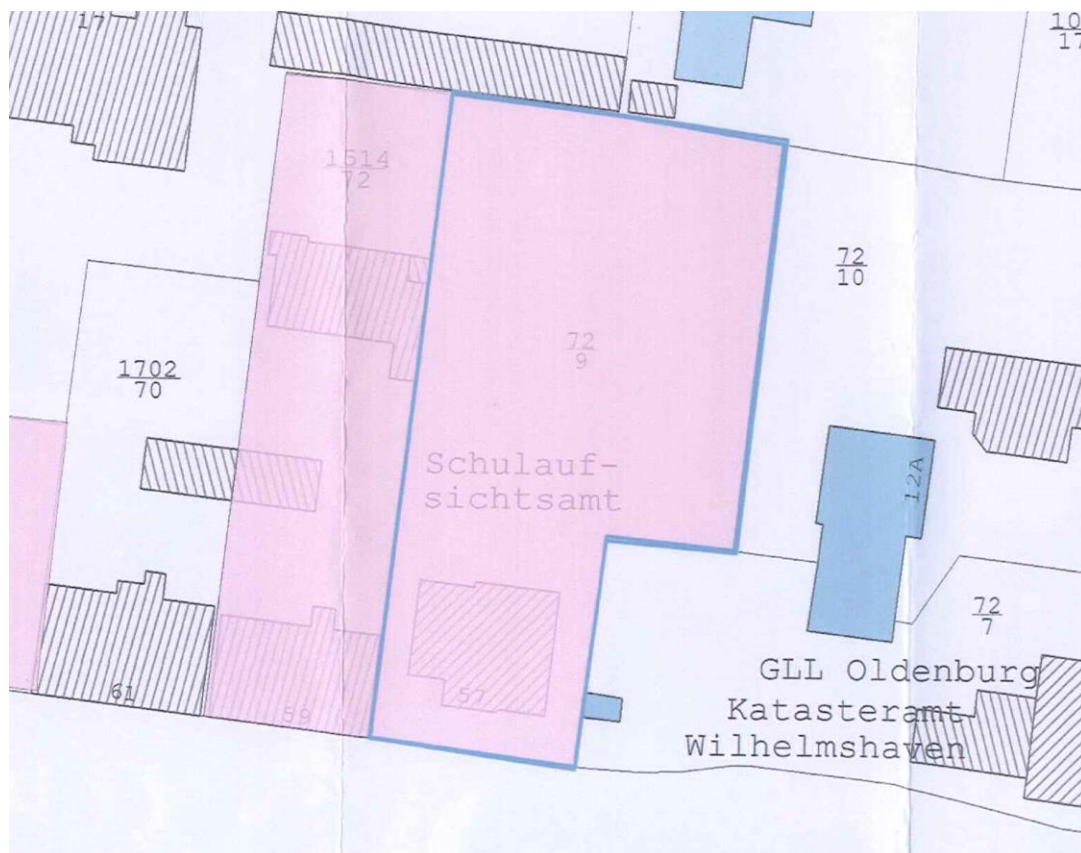 17
10
17
1514
72
72
10
72
9
1702
70
Schulauf-
sichtsamt
12A
72
7
GLL Oldenburg
61
59
57
Katasteramt
Wilhelmshaven